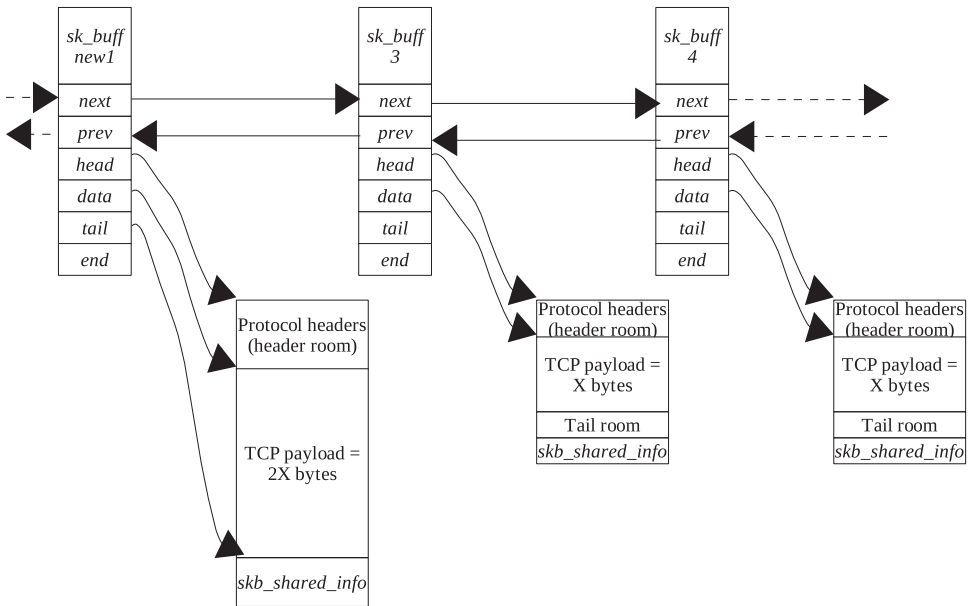 sk_buff
new1
next
prev
head
data
tail
end
sk_buff
3
next
prev
head
data
tail
end
sk_buff
4
next
prev
head
data
tail
end
Protocol headers
(header room)
TCP payload =
2X bytes
skb_shared_info
Protocol headers
(header room)
TCP payload =
X bytes
Tail room
skb_shared_info
Protocol headers
(header room)
TCP payload =
X bytes
Tail room
skb_shared_info